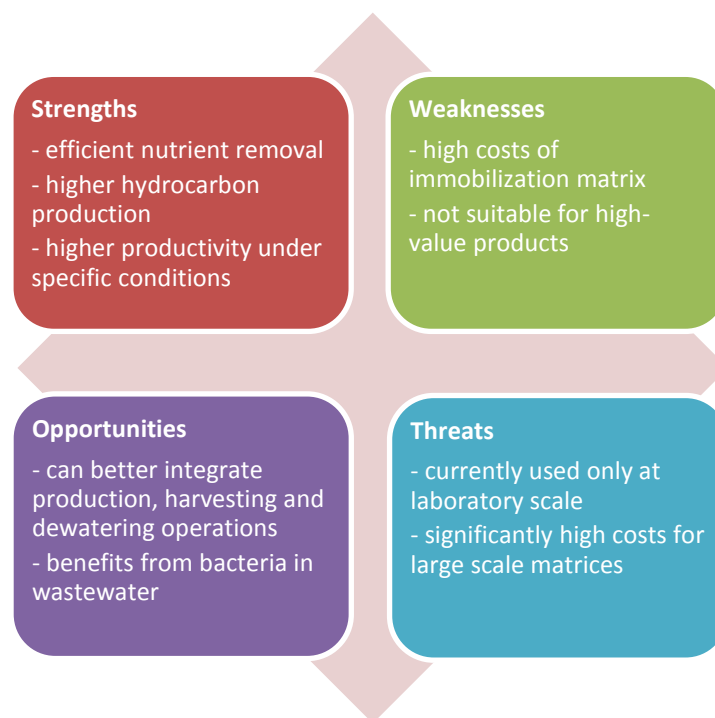 Strengths
- efficient nutrient removal
- higher hydrocarbon
production
- higher productivity under
specific conditions
Weaknesses
- high costs of
immobilization matrix
- not suitable for high-
value products
Opportunities
- can better integrate
production, harvesting and
dewatering operations
- benefits from bacteria in
wastewater
Threats
- currently used only at
laboratory scale
- significantly high costs for
large scale matrices